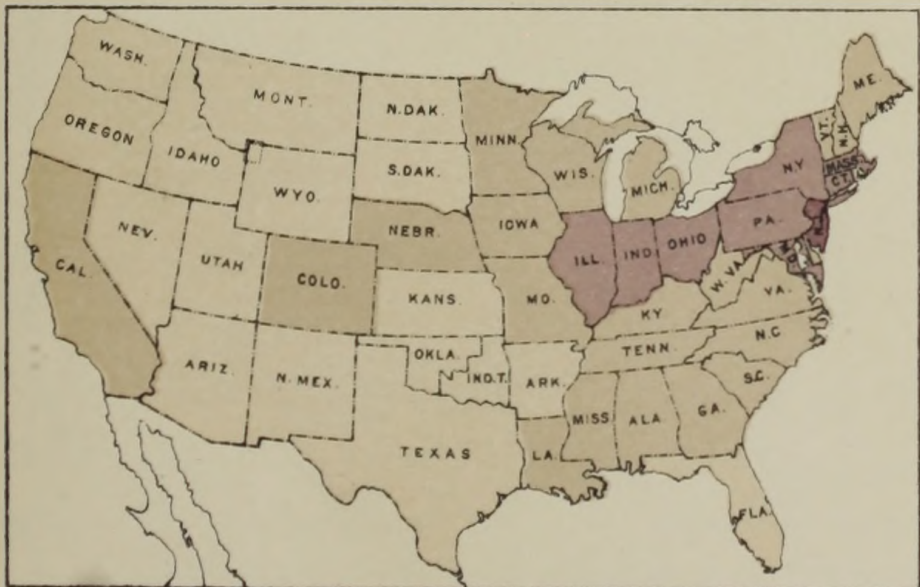 WASH.
OREGON
IDAHO
MONT.
WYO.
NEV.
UTAH
CAL.
COLO.
ARIZ.
N. MEX.
N.DAK.
S.DAK.
NEBR.
KANS.
OKLA.
IND.T.
TEXAS
MINN.
IOWA
MO.
ARK.
LA.
WIS.
MICH.
ILL.
IND
OHIO
KY
TENN.
MISS
ALA
GA.
FLA.
S.C.
N.C
VA.
W.VA.
PA.
N.Y
VT.
N.H.
ME.
MASS
CT.